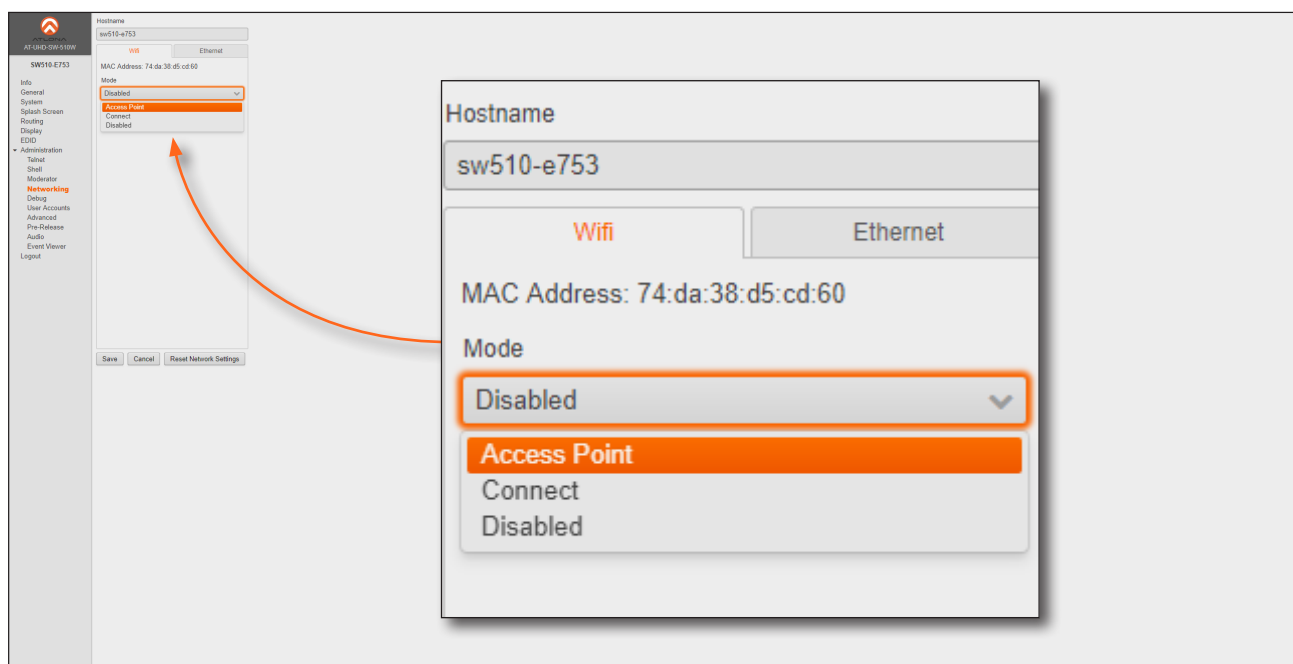 ATLONA
AT-UHD-SW-510W
SW510-E753
Info
General
System
Splash Screen
Routing
Display
EDID
Administration
Telnet
Shell
Moderator
Networking
Debug
User Accounts
Advanced
Pre-Release
Audio
Event Viewer
Logout
Hostname
sw510-e753
Wifi Ethernet
MAC Address: 74:da:38:d5:cd:60
Mode
Disabled
Access Point
Connect
Disabled
Save Cancel Reset Network Settings
Hostname
sw510-e753
Wifi Ethernet
MAC Address: 74:da:38:d5:cd:60
Mode
Disabled
Access Point
Connect
Disabled